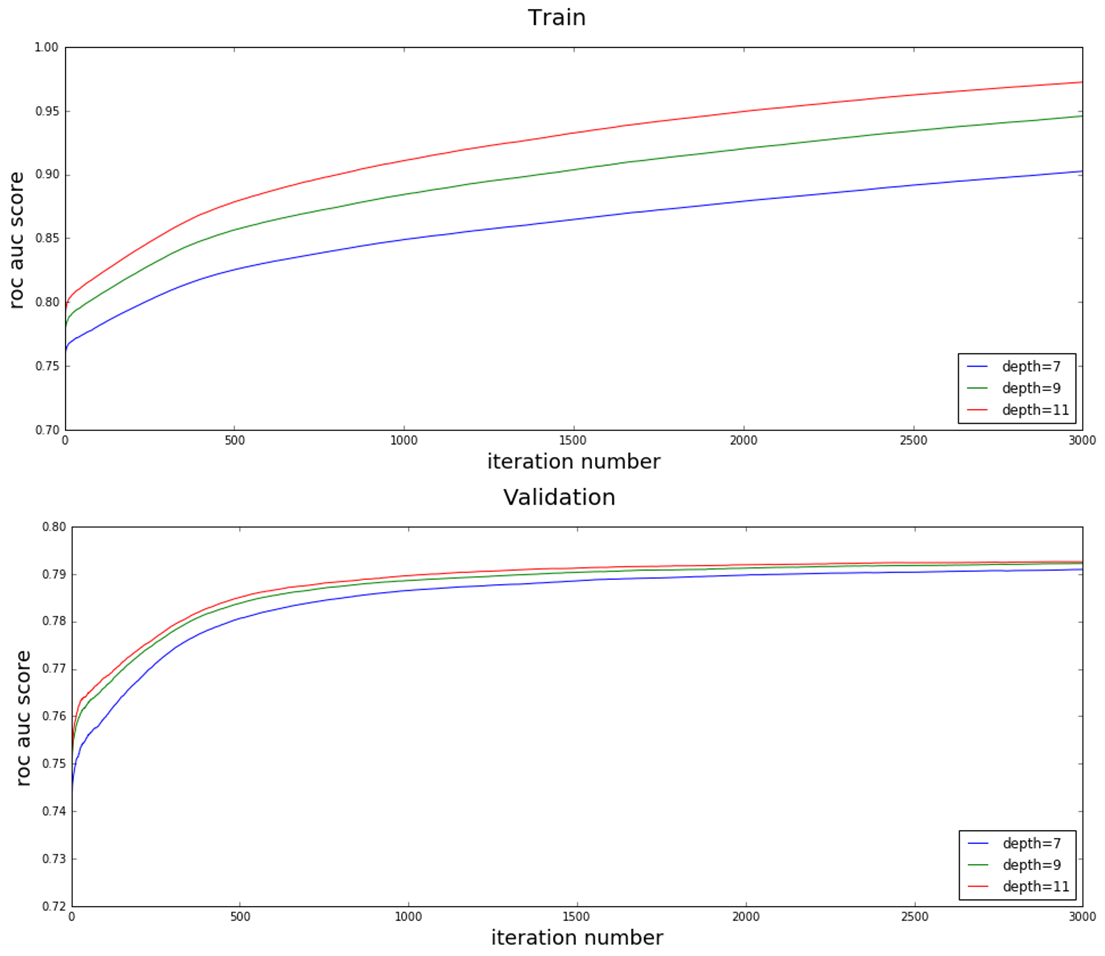 Train
roc auc score
1.00
0.95
0.90
0.85
0.80
0.75
0.70
depth=7
depth=9
depth=11
0 500 1000 1500 2000 2500 3000
iteration number
Validation
roc auc score
0.80
0.79
0.78
0.77
0.76
0.75
0.74
0.73
0.72
depth=7
depth=9
depth=11
0 500 1000 1500 2000 2500 3000
iteration number